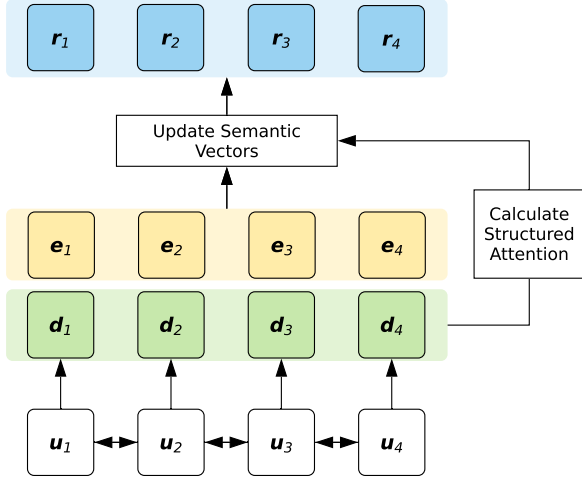 r1 r2 r3 r4
Update Semantic
Vectors
e1 e2 e3 e4
Calculate
Structured
Attention
d1 d2 d3 d4
u1 u2 u3 u4